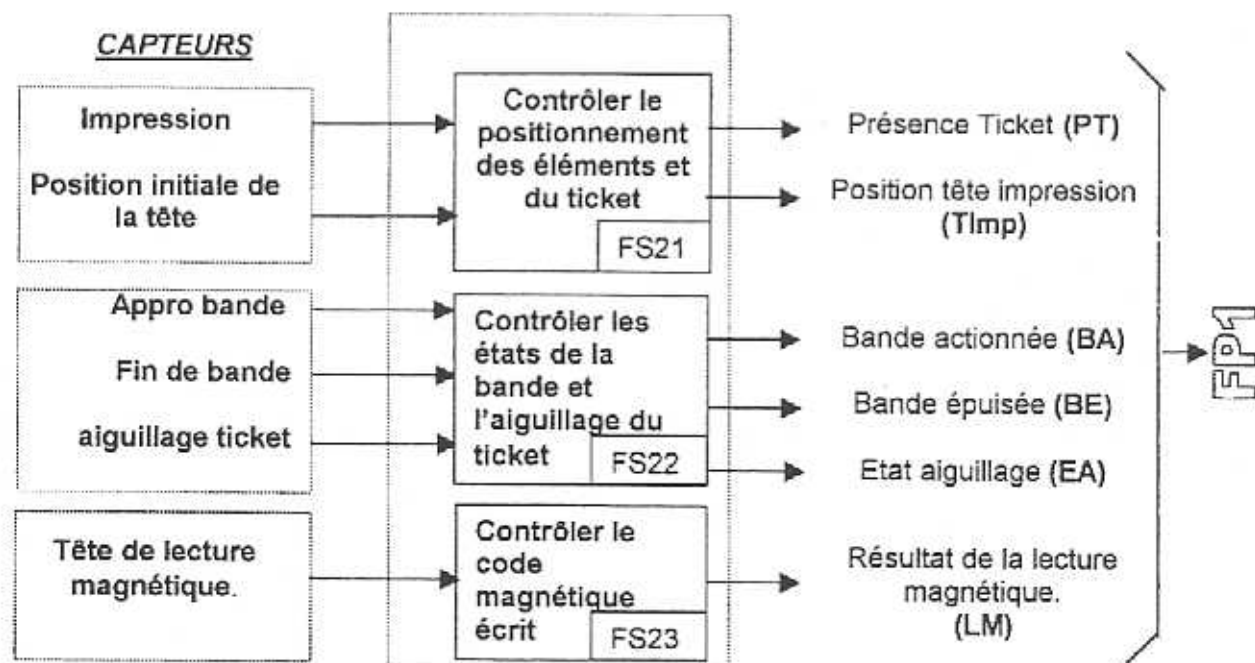 CAPTEURS
Impression
Position initiale de
la tête
Contrôler le
positionnement
des éléments et
du ticket
FS21
Présence Ticket (PT)
Position tête impression
(TImp)
Appro bande
Fin de bande
aiguillage ticket
Contrôler les
états de la
bande et
l'aiguillage du
ticket
FS22
Bande actionnée (BA)
Bande épuisée (BE)
Etat aiguillage (EA)
Tête de lecture
magnétique.
Contrôler le
code
magnétique
écrit
FS23
Résultat de la lecture
magnétique.
(LM)
FP1